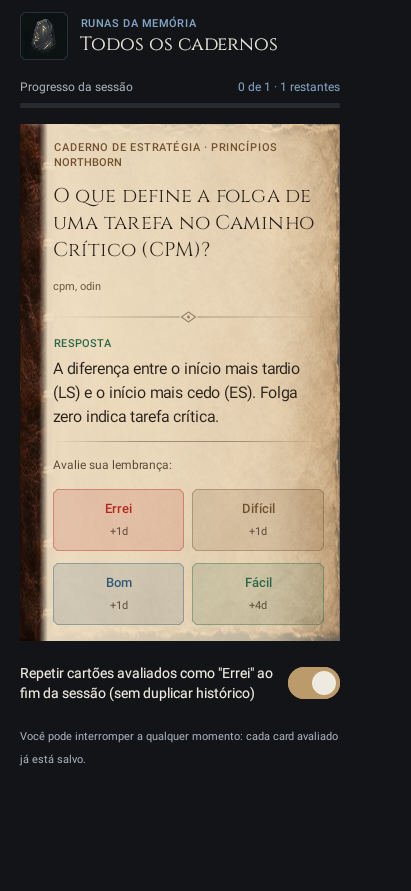 RUNAS DA MEMÓRIA
Todos os cadernos
Progresso da sessão
0 de 1 · 1 restantes
CADERNO DE ESTRATÉGIA · PRINCÍPIOS
NORTHBORN
O que define a folga de
uma tarefa no Caminho
Crítico (CPM)?
cpm, odin
RESPOSTA
A diferença entre o início mais tardio
(LS) e o início mais cedo (ES). Folga
zero indica tarefa crítica.
Avalie sua lembrança:
Errei
+1d
Difícil
+1d
Bom
+1d
Fácil
+4d
Repetir cartões avaliados como "Errei" ao
fim da sessão (sem duplicar histórico)
Você pode interromper a qualquer momento: cada card avaliado
já está salvo.